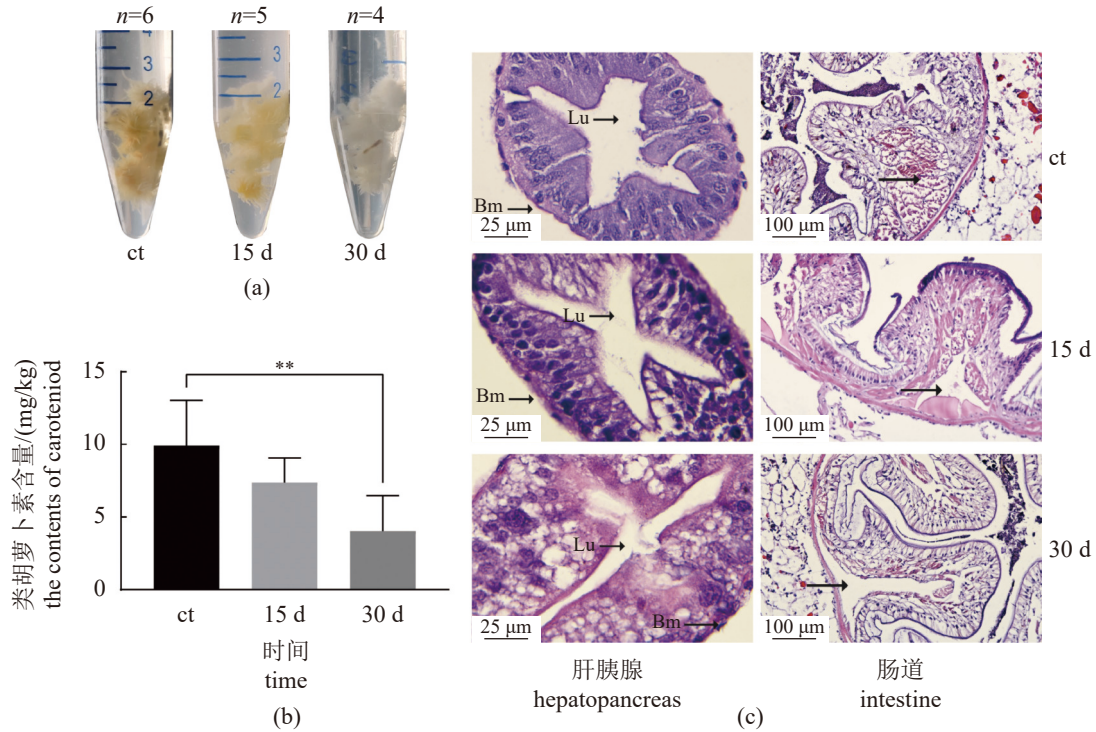 n=6
n=5
n=4
4
3
2
3
2
ct
15 d
30 d
(a)
类胡萝卜素含量/(mg/kg)
the contents of caroteniod
15
10
5
0
**
ct
15 d
30 d
时间
time
(b)
Lu
Bm
25 μm
100 μm
ct
Lu
Bm
25 μm
100 μm
15 d
Lu
Bm
25 μm
100 μm
30 d
肝胰腺
hepatopancreas
肠道
intestine
(c)